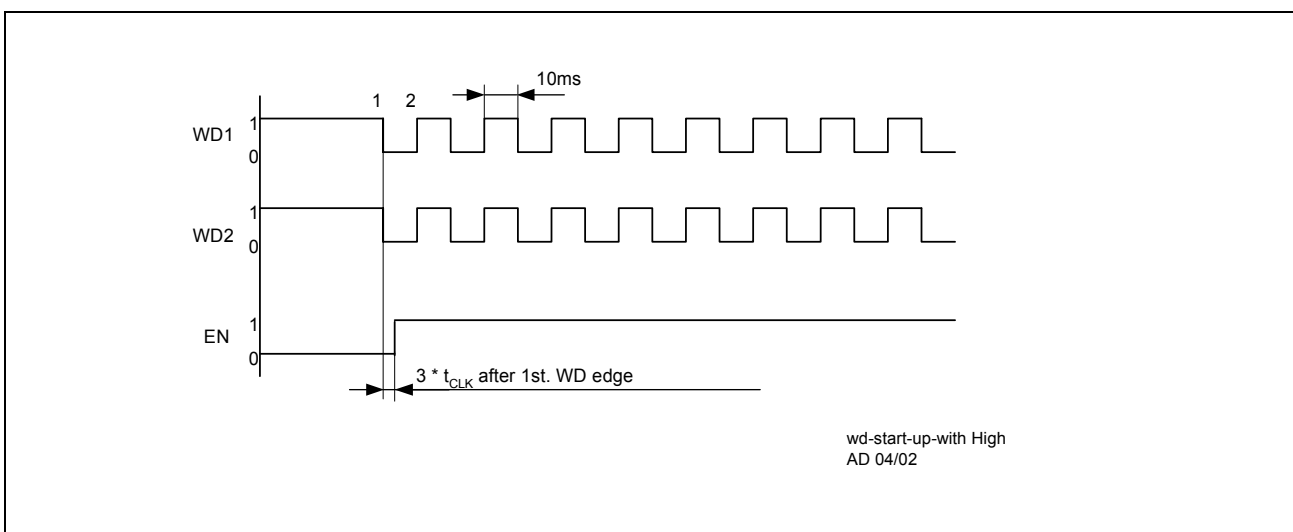 10ms
1 2
WD1 1
0
WD2 1
0
EN 1
0
3 * tCLK after 1st. WD edge
wd-start-up-with High
AD 04/02